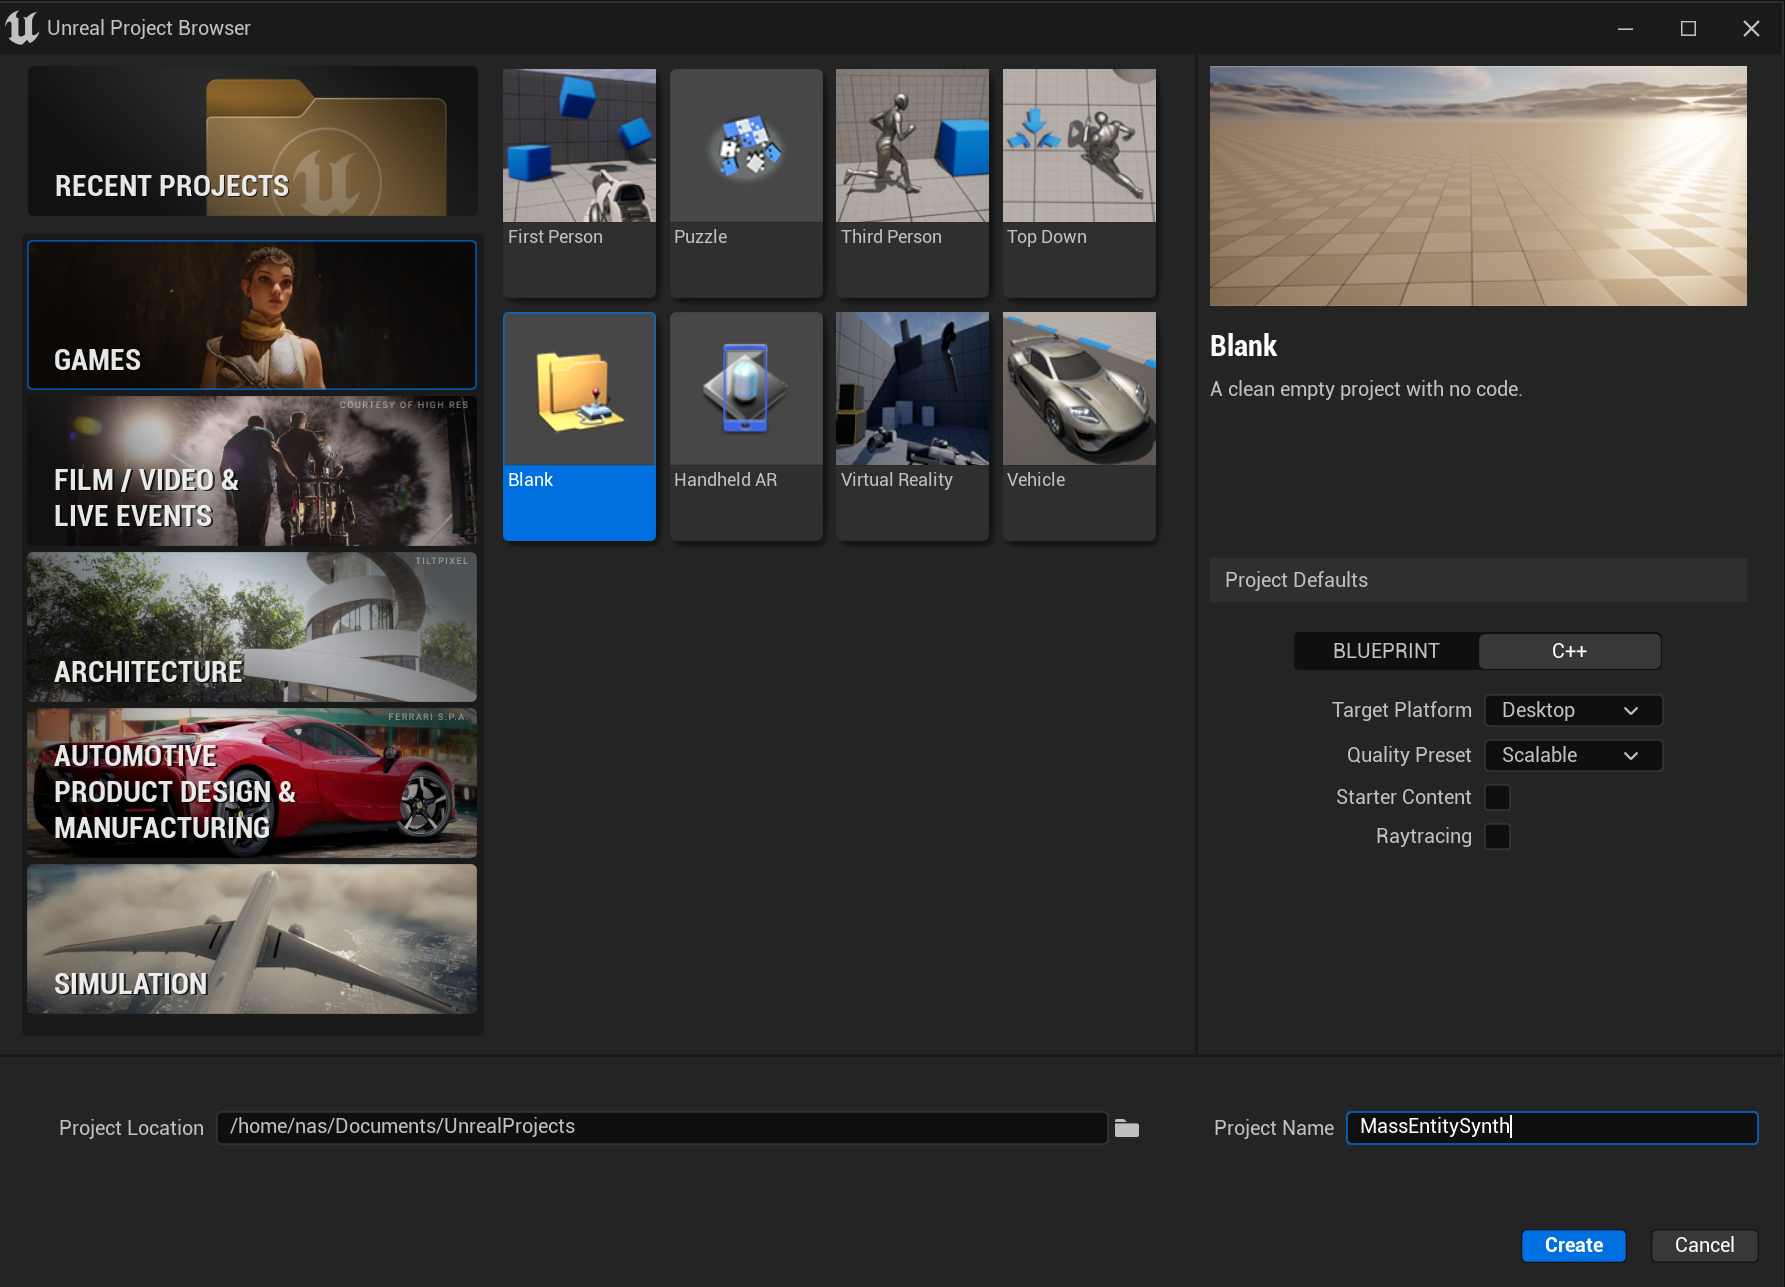 Unreal Project Browser
RECENT PROJECTS
GAMES
COURTESY OF HIGH RES
FILM / VIDEO &
LIVE EVENTS
TILTPIXEL
ARCHITECTURE
FERRARI S.P.A.
AUTOMOTIVE
PRODUCT DESIGN &
MANUFACTURING
SIMULATION
First Person
Puzzle
Third Person
Top Down
Blank
Handheld AR
Virtual Reality
Vehicle
Blank
A clean empty project with no code.
Project Defaults
BLUEPRINT
C++
Target Platform
Desktop
Quality Preset
Scalable
Starter Content
Raytracing
Project Location
/home/nas/Documents/UnrealProjects
Project Name
MassEntitySynth
Create
Cancel